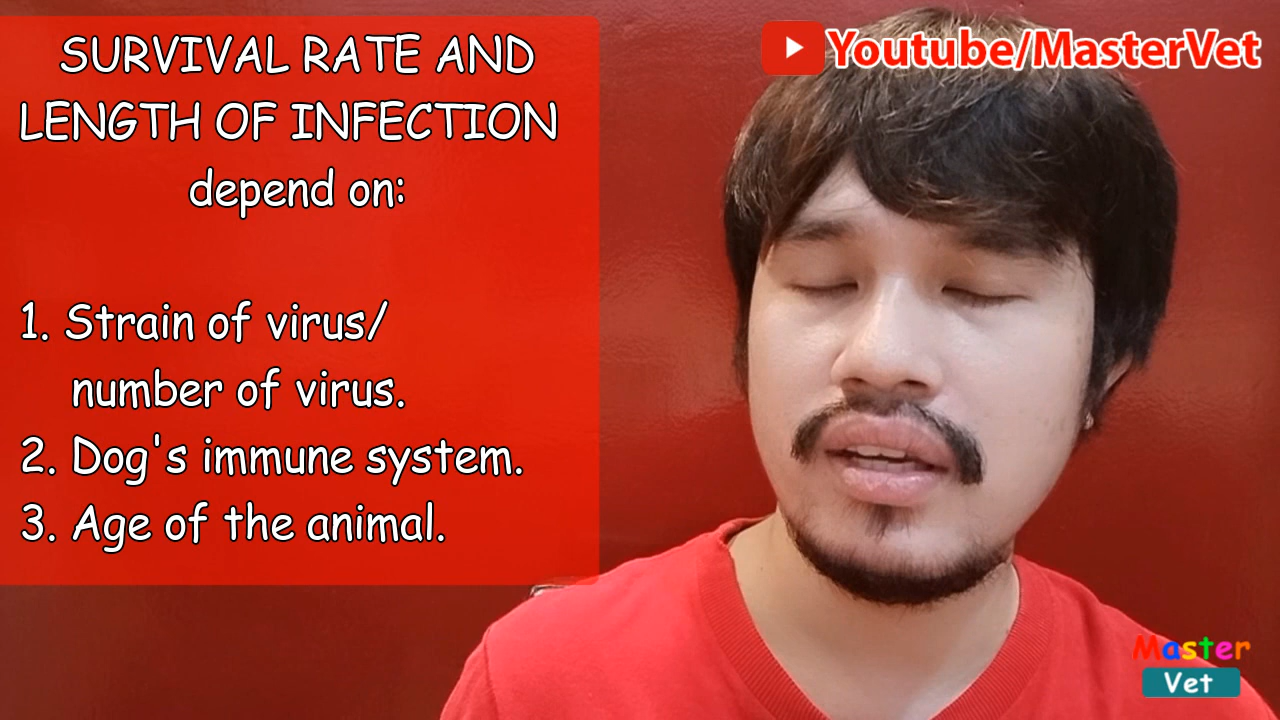 SURVIVAL RATE AND
LENGTH OF INFECTION
depend on:
1. Strain of virus/
number of virus.
2. Dog's immune system.
3. Age of the animal.
Youtube/MasterVet
Master
Vet